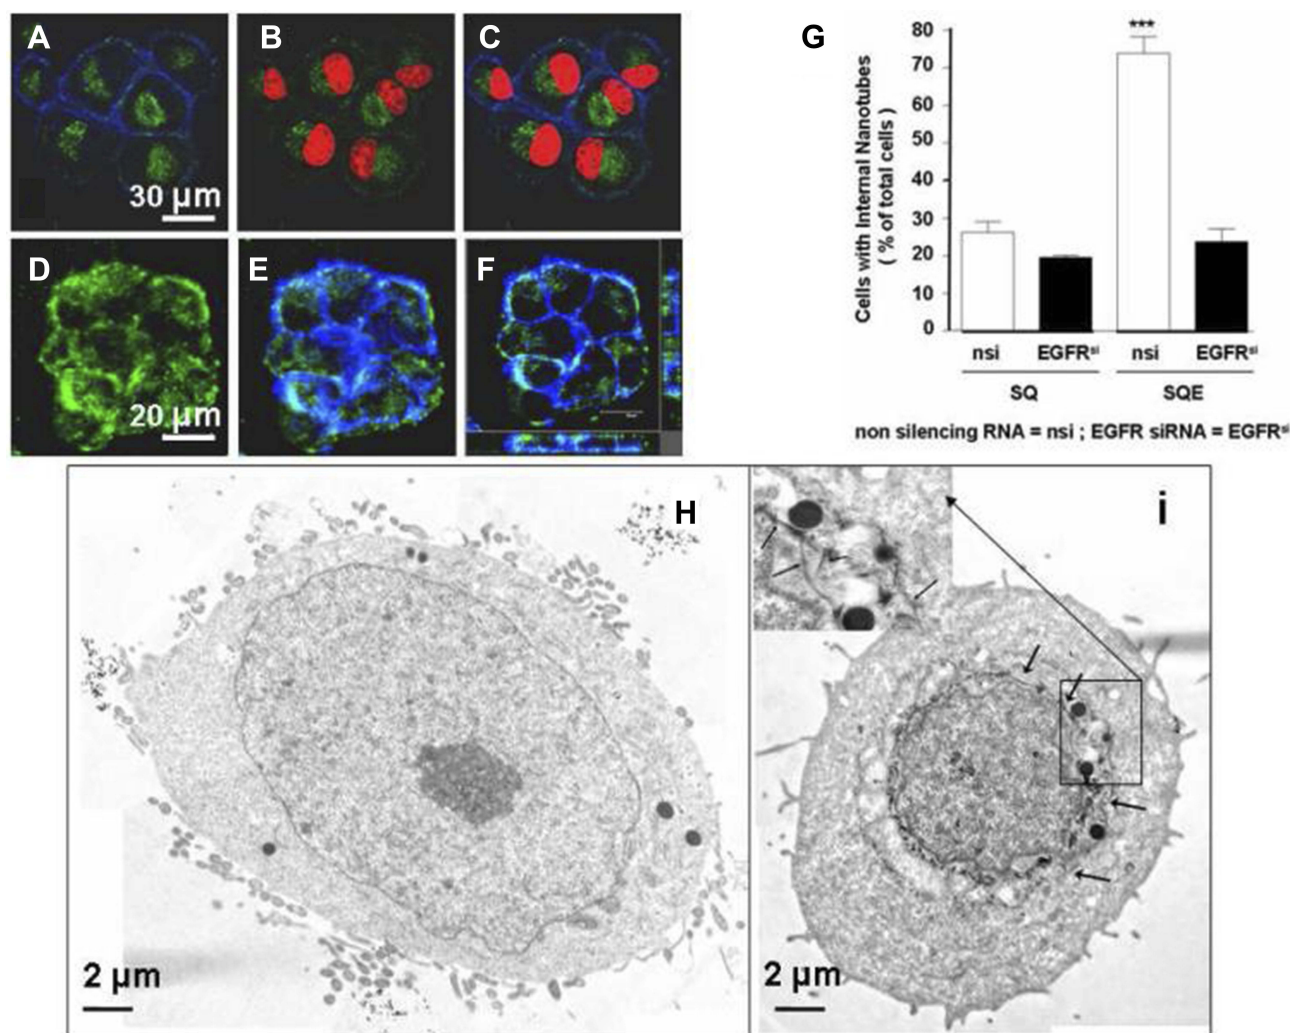 A
B
C
30 µm
D
E
F
20 µm
G
Cells with Internal Nanotubes
( % of total cells )
80
70
60
50
40
30
20
10
0
***
nsi
EGFRˢⁱ
nsi
EGFRˢⁱ
SQ
SQE
non silencing RNA = nsi ; EGFR siRNA = EGFRˢⁱ
H
2 µm
i
2 µm